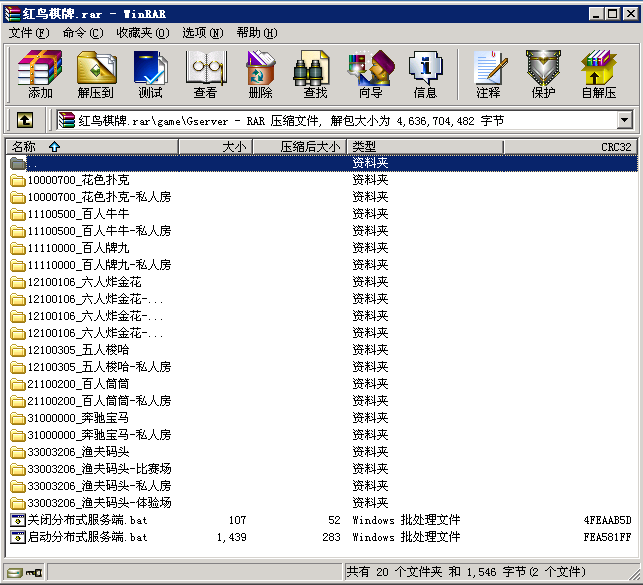 红鸟棋牌.rar - WinRAR
文件(F) 命令(C) 收藏夹(O) 选项(N) 帮助(H)
添加 解压到 测试 查看 删除 查找 向导 信息 注释 保护 自解压
红鸟棋牌.rar\game\Gserver - RAR 压缩文件, 解包大小为 4,636,704,482 字节
名称 大小 压缩后大小 类型 CRC32
.. 资料夹
10000700_花色扑克 资料夹
10000700_花色扑克-私人房 资料夹
11100500_百人牛牛 资料夹
11100500_百人牛牛-私人房 资料夹
11110000_百人牌九 资料夹
11110000_百人牌九-私人房 资料夹
12100106_六人炸金花 资料夹
12100106_六人炸金花-... 资料夹
12100106_六人炸金花-... 资料夹
12100106_六人炸金花-... 资料夹
12100305_五人梭哈 资料夹
12100305_五人梭哈-私人房 资料夹
21100200_百人筒筒 资料夹
21100200_百人筒筒-私人房 资料夹
31000000_奔驰宝马 资料夹
31000000_奔驰宝马-私人房 资料夹
33003206_渔夫码头 资料夹
33003206_渔夫码头-比赛场 资料夹
33003206_渔夫码头-私人房 资料夹
33003206_渔夫码头-体验场 资料夹
关闭分布式服务端.bat 107 52 Windows 批处理文件 4FEAAB5D
启动分布式服务端.bat 1,439 283 Windows 批处理文件 FEA581FF
共有 20 个文件夹 和 1,546 字节(2 个文件)